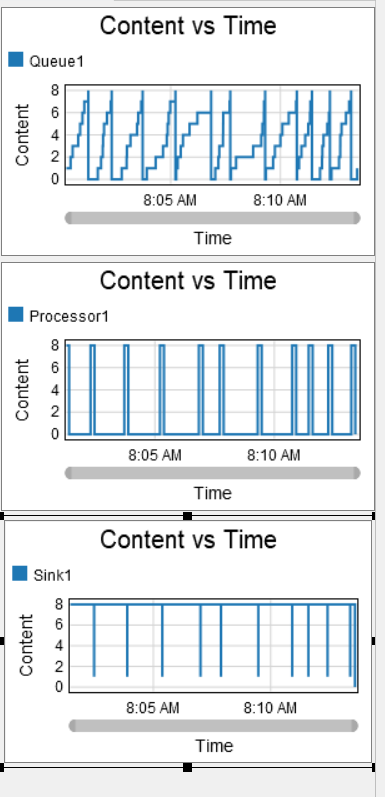 Content vs Time
Queue1
Content
8
6
4
2
0
8:05 AM 8:10 AM
Time
Content vs Time
Processor1
Content
8
6
4
2
0
8:05 AM 8:10 AM
Time
Content vs Time
Sink1
Content
8
6
4
2
0
8:05 AM 8:10 AM
Time